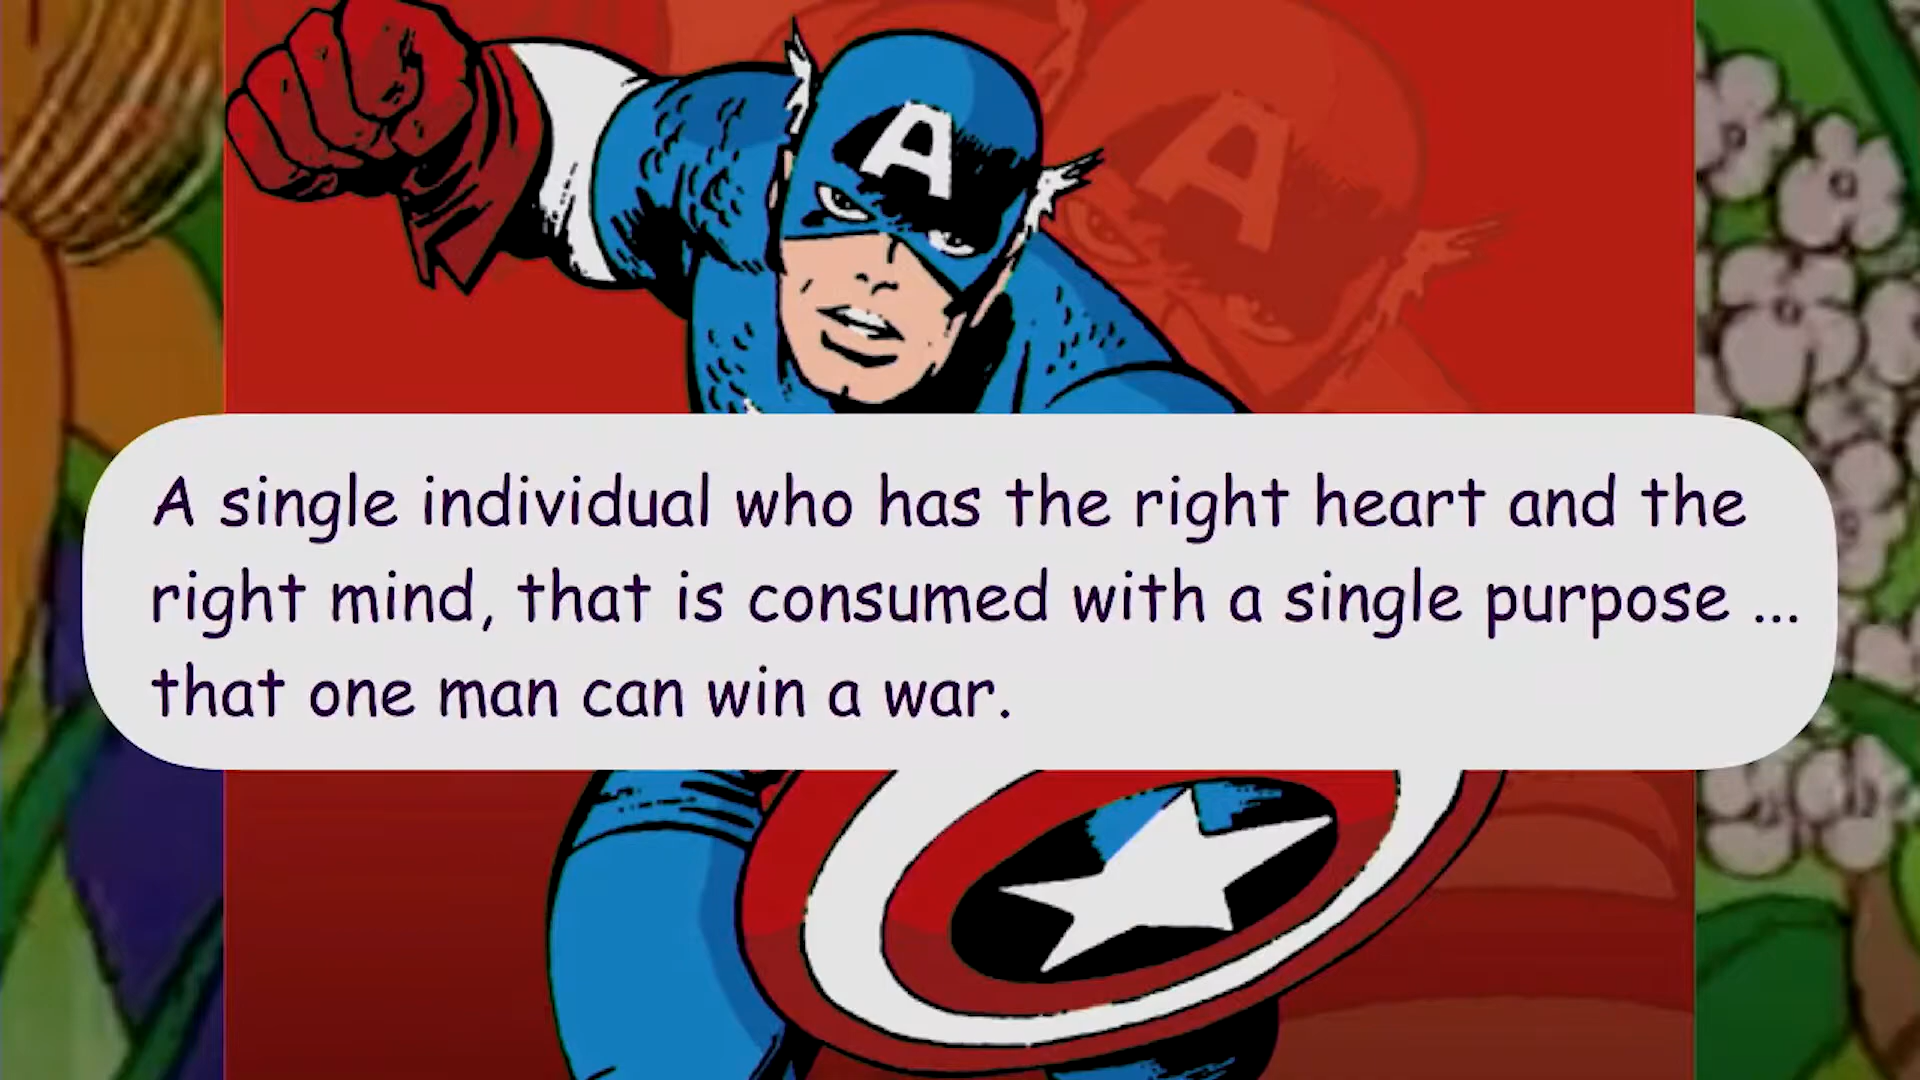 A
A
A single individual who has the right heart and the
right mind, that is consumed with a single purpose ...
that one man can win a war.